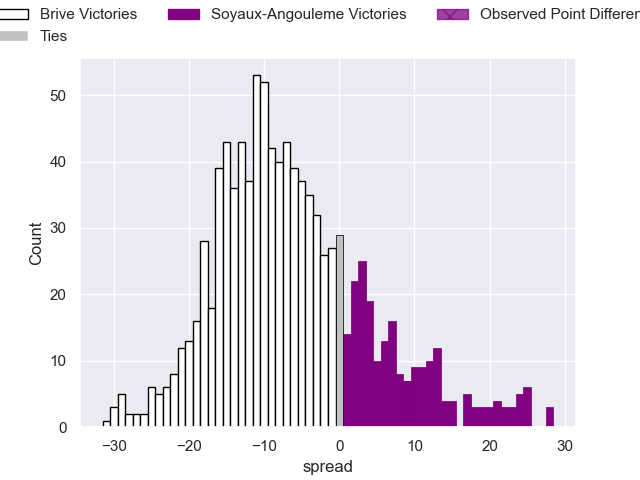 Brive Victories Soyaux-Angouleme Victories Observed Point
Ties
50
40
30
20
10
0
Count
−30 −20 −10 0 10 20 30
spread